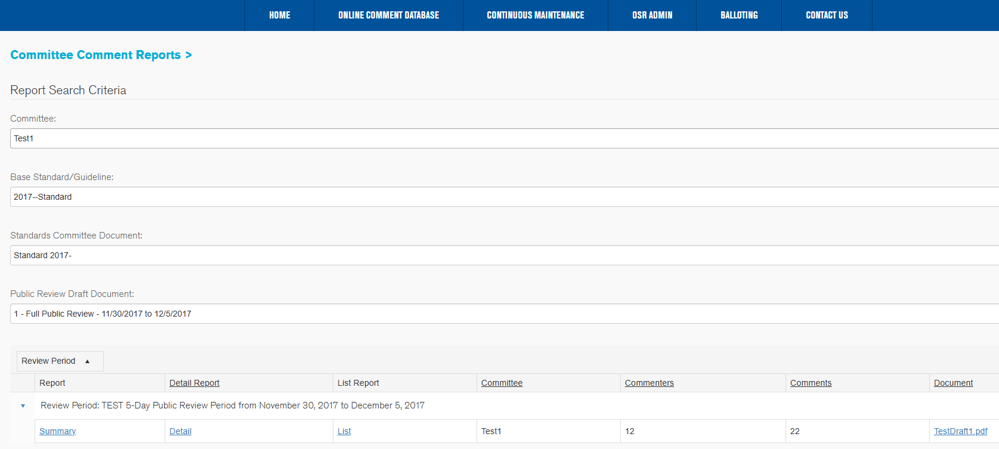 HOME ONLINE COMMENT DATABASE CONTINUOUS MAINTENANCE OSR ADMIN BALLOTING CONTACT US
Committee Comment Reports >
Report Search Criteria
Committee:
Test1
Base Standard/Guideline:
2017--Standard
Standards Committee Document:
Standard 2017-
Public Review Draft Document:
1 - Full Public Review - 11/30/2017 to 12/5/2017
Review Period ▲
Report Detail Report List Report Committee Commenters Comments Document
Review Period: TEST 5-Day Public Review Period from November 30, 2017 to December 5, 2017
Summary Detail List Test1 12 22 TestDraft1.pdf